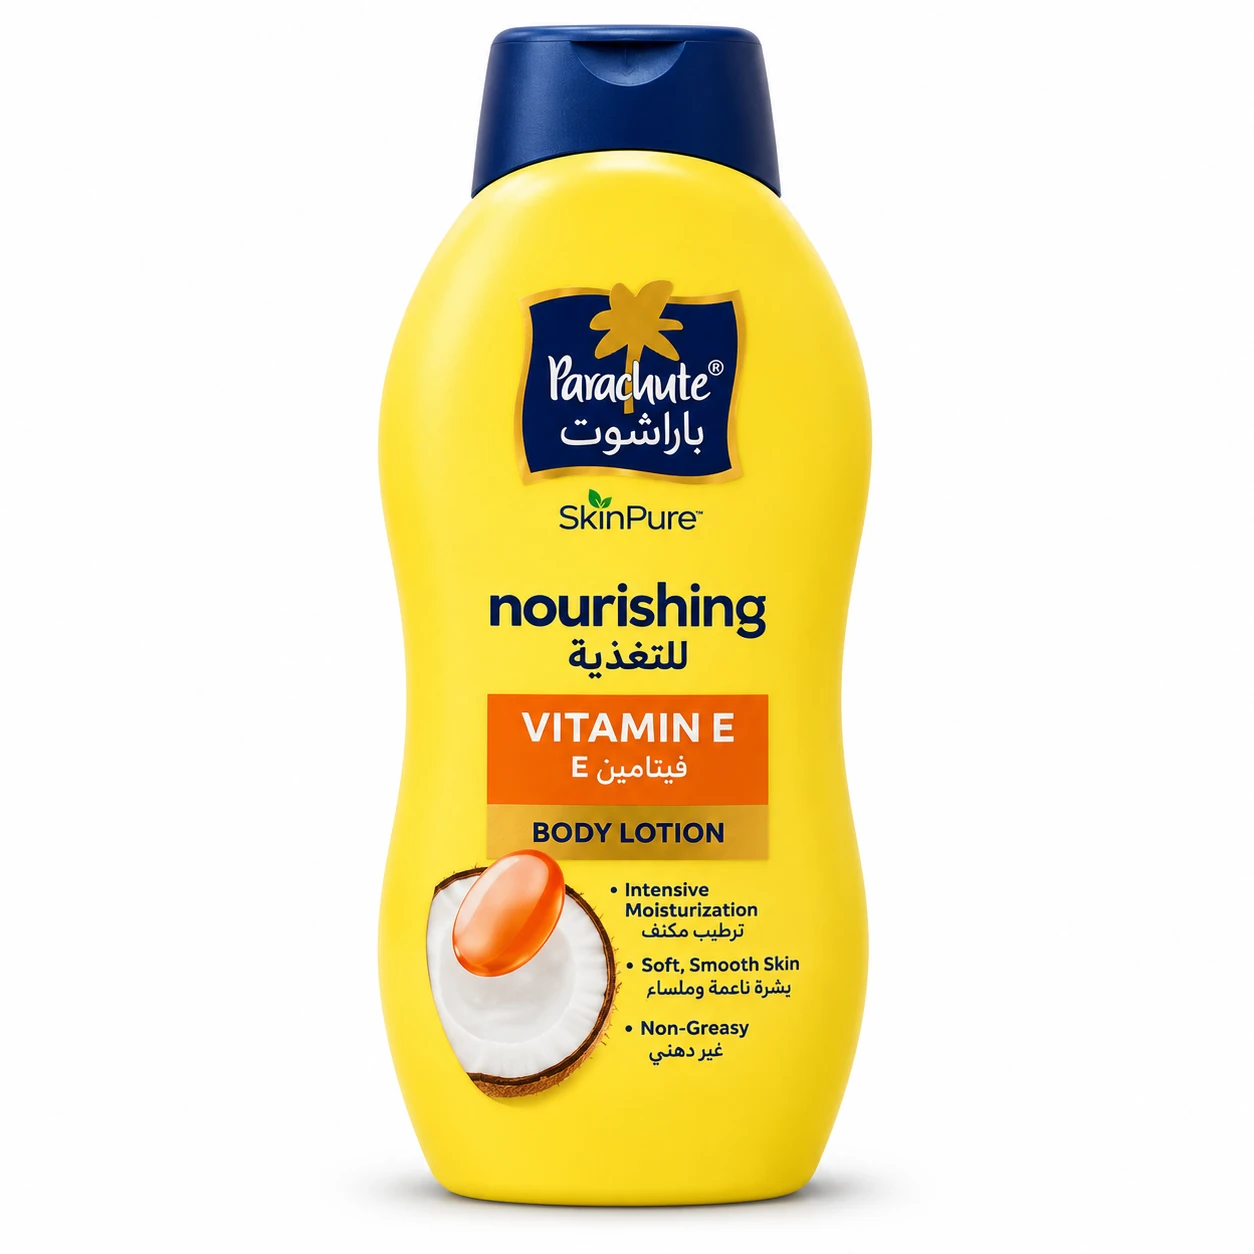 Parachute®
باراشوت
SkinPure™
nourishing
للتغذية
VITAMIN E
فيتامين E
BODY LOTION
• Intensive
Moisturization
ترطيب مكثف
• Soft, Smooth Skin
بشرة ناعمة وملساء
• Non-Greasy
غير دهني